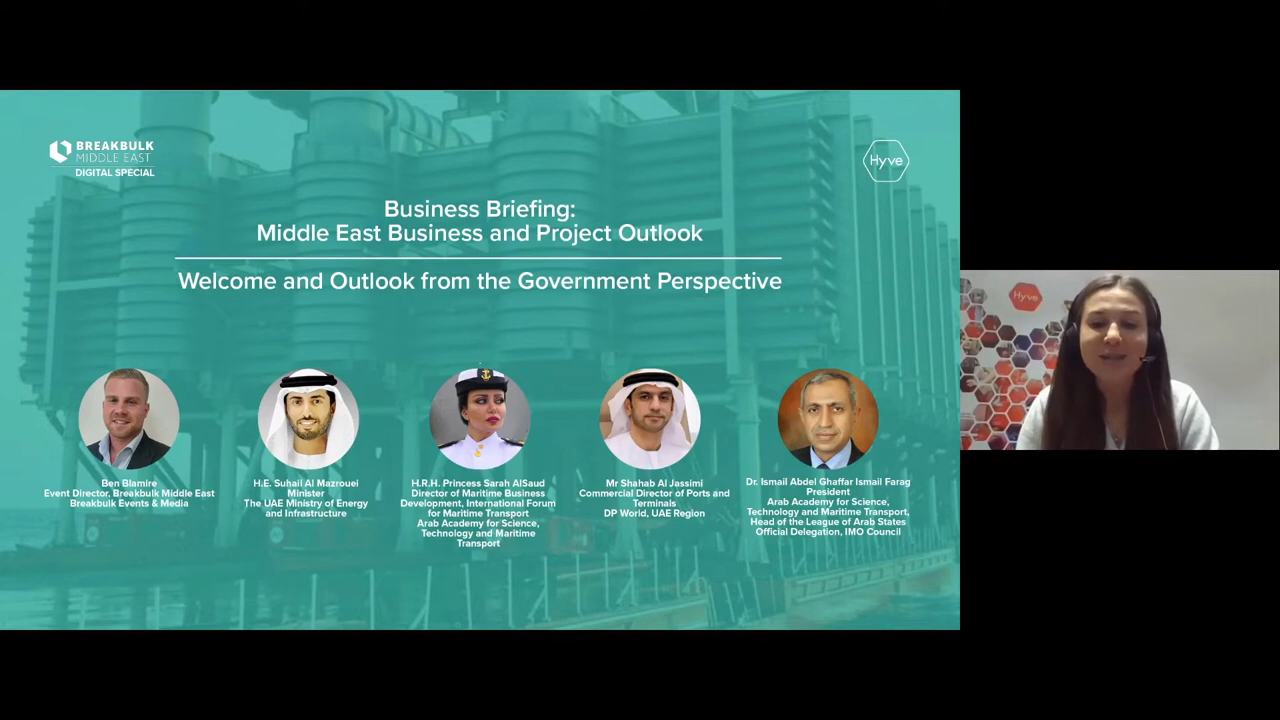 BREAKBULK
MIDDLE EAST
DIGITAL SPECIAL
Hyve
Business Briefing:
Middle East Business and Project Outlook
Welcome and Outlook from the Government Perspective
Ben Blamire
Event Director, Breakbulk Middle East
Breakbulk Events & Media
H.E. Suhail Al Mazrouei
Minister
The UAE Ministry of Energy
and Infrastructure
H.R.H. Princess Sarah AlSaud
Director of Maritime Business
Development, International Forum
for Maritime Transport
Arab Academy for Science,
Technology and Maritime
Transport
Mr Shahab Al Jassimi
Commercial Director of Ports and
Terminals
DP World, UAE Region
Dr. Ismail Abdel Ghaffar Ismail Farag
President
Arab Academy for Science,
Technology and Maritime Transport,
Head of the League of Arab States
Official Delegation, IMO Council
Hyve